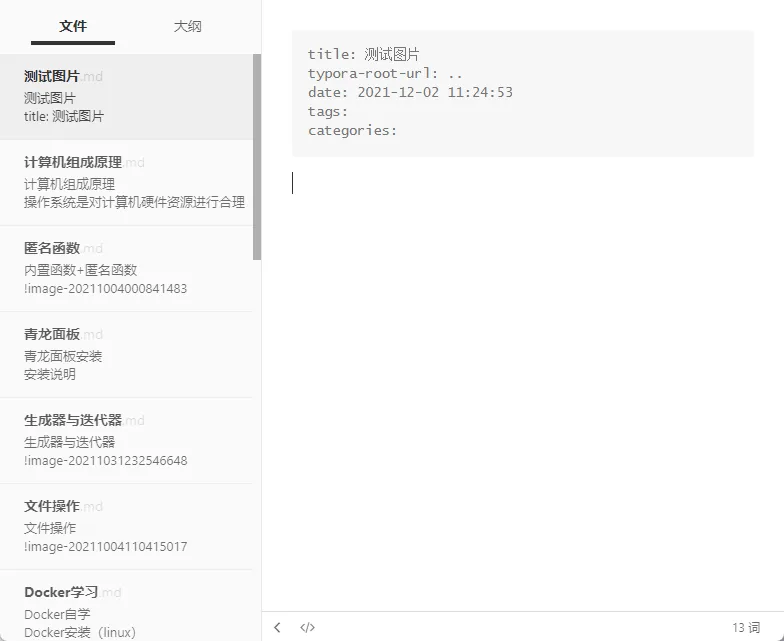 文件
大纲
测试图片.md
测试图片
title: 测试图片
计算机组成原理.md
计算机组成原理
操作系统是对计算机硬件资源进行合理
匿名函数.md
内置函数+匿名函数
!image-20211004000841483
青龙面板.md
青龙面板安装
安装说明
生成器与迭代器.md
生成器与迭代器
!image-20211031232546648
文件操作.md
文件操作
!image-20211004110415017
Docker学习.md
Docker自学
Docker安装（linux）
title: 测试图片
typora-root-url: ..
date: 2021-12-02 11:24:53
tags:
categories:
</>
13 词